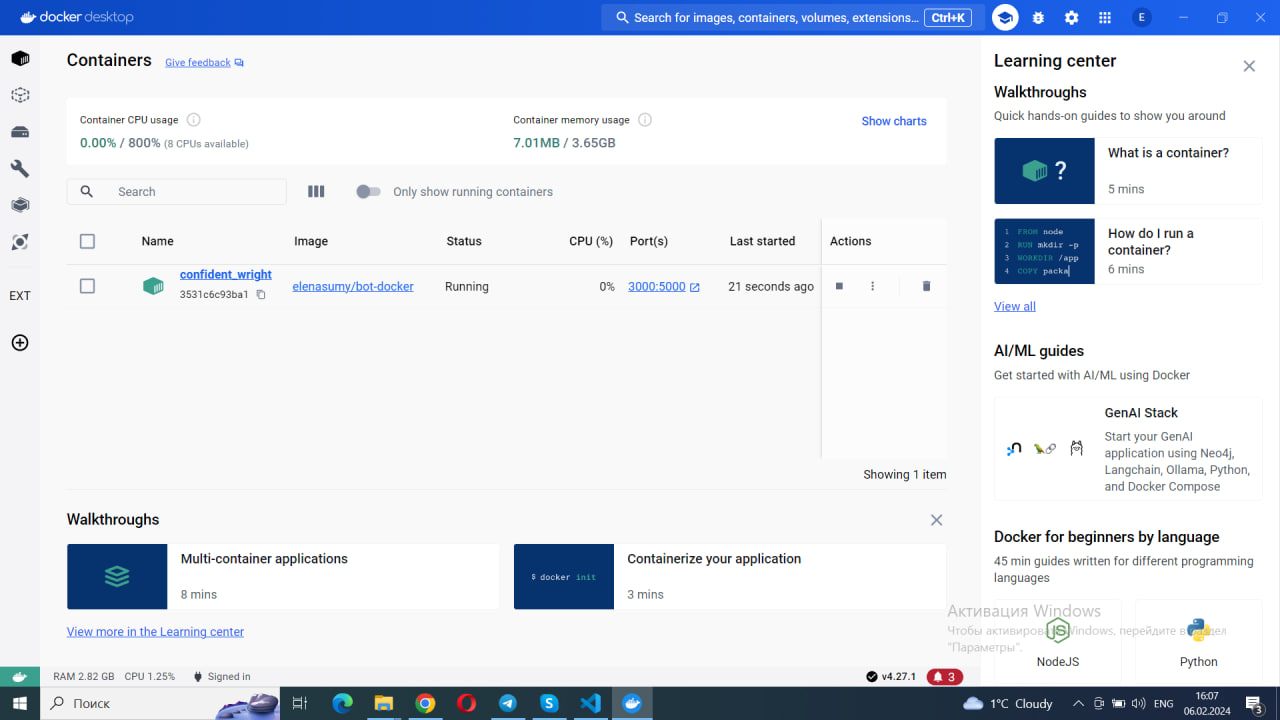 docker desktop
Search for images, containers, volumes, extensions... Ctrl+K
E
Containers
Give feedback
Container CPU usage
0.00% / 800% (8 CPUs available)
Container memory usage
7.01MB / 3.65GB
Show charts
Search
Only show running containers
Name Image Status CPU (%) Port(s) Last started Actions
confident_wright
3531c6c93ba1
elenasumy/bot-docker Running 0% 3000:5000 21 seconds ago
EXT
Showing 1 item
Walkthroughs
Multi-container applications
8 mins
$ docker init
Containerize your application
3 mins
View more in the Learning center
Learning center
Walkthroughs
Quick hands-on guides to show you around
?
What is a container?
5 mins
1 FROM node
2 RUN mkdir -p
3 WORKDIR /app
4 COPY packa
How do I run a
container?
6 mins
View all
AI/ML guides
Get started with AI/ML using Docker
GenAI Stack
Start your GenAI
application using Neo4j,
Langchain, Ollama, Python,
and Docker Compose
Docker for beginners by language
45 min guides written for different programming
languages
NodeJS
Python
Активация Windows
Чтобы активировать Windows, перейдите в раздел
"Параметры".
RAM 2.82 GB CPU 1.25% Signed in
v4.27.1
3
Поиск
1°C Cloudy
ENG
16:07
06.02.2024
3